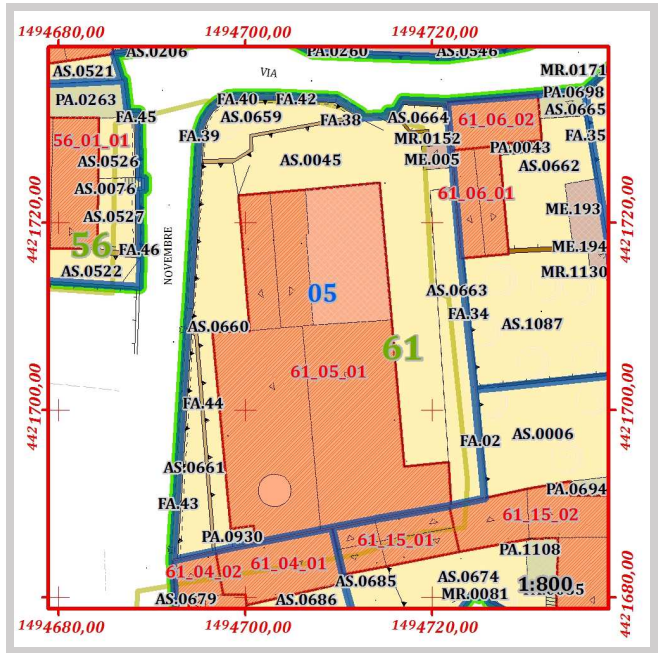 1494680,00 1494700,00 1494720,00
AS.0206 PA.0260 AS.0546
AS.0521 VIA MR.0171
PA.0263 FA.40 FA.42 PA.0698
FA.45 AS.0659 FA.38 AS.0664 61_06_02 AS.0665
56_01_01 FA.39 MR.0152 PA.0043 FA.35
AS.0526 AS.0045 ME.005 AS.0662
AS.0076 61_06_01
AS.0527 ME.193
4421720,00 4421720,00
56 FA.46 NOVEMBRE ME.194
AS.0522 MR.1130
05 AS.0663
AS.0660 FA.34 AS.1087
61
61_05_01
FA.44
4421700,00 4421700,00
FA.02 AS.0006
AS.0661
FA.43 PA.0694
PA.0930 61_15_02
61_15_01
61_04_02 61_04_01 PA.1108
AS.0685 AS.0674 1:800
AS.0679 AS.0686 MR.0081
4421680,00 4421680,00
1494680,00 1494700,00 1494720,00